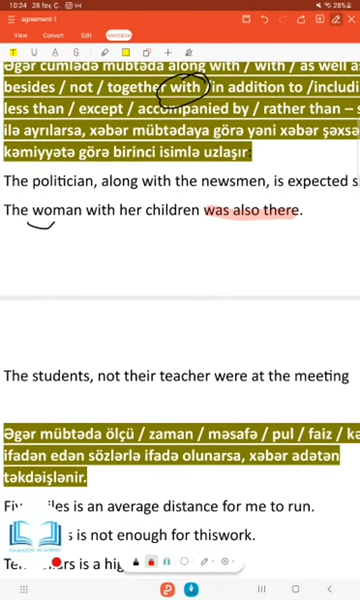 10:24 28 fev, Ç.
28%
agreement-1
View Convert Edit
T U A S
Əgər cümlədə mübtəda along with / with / as well as
besides / not / together with / in addition to /includi
less than / except / accompanied by / rather than – s
ilə ayrılarsa, xəbər mübtədaya görə yəni xəbər şəxsə
kəmiyyətə görə birinci isimlə uzlaşır:
The politician, along with the newsmen, is expected s
The woman with her children was also there.
The students, not their teacher were at the meeting
Əgər mübtəda ölçü / zaman / məsafə / pul / faiz / kə
ifadən edən sözlərlə ifadə olunarsa, xəbər adətən
təkdəişlənir.
is an average distance for me to run.
is not enough for thiswork.
is a hig